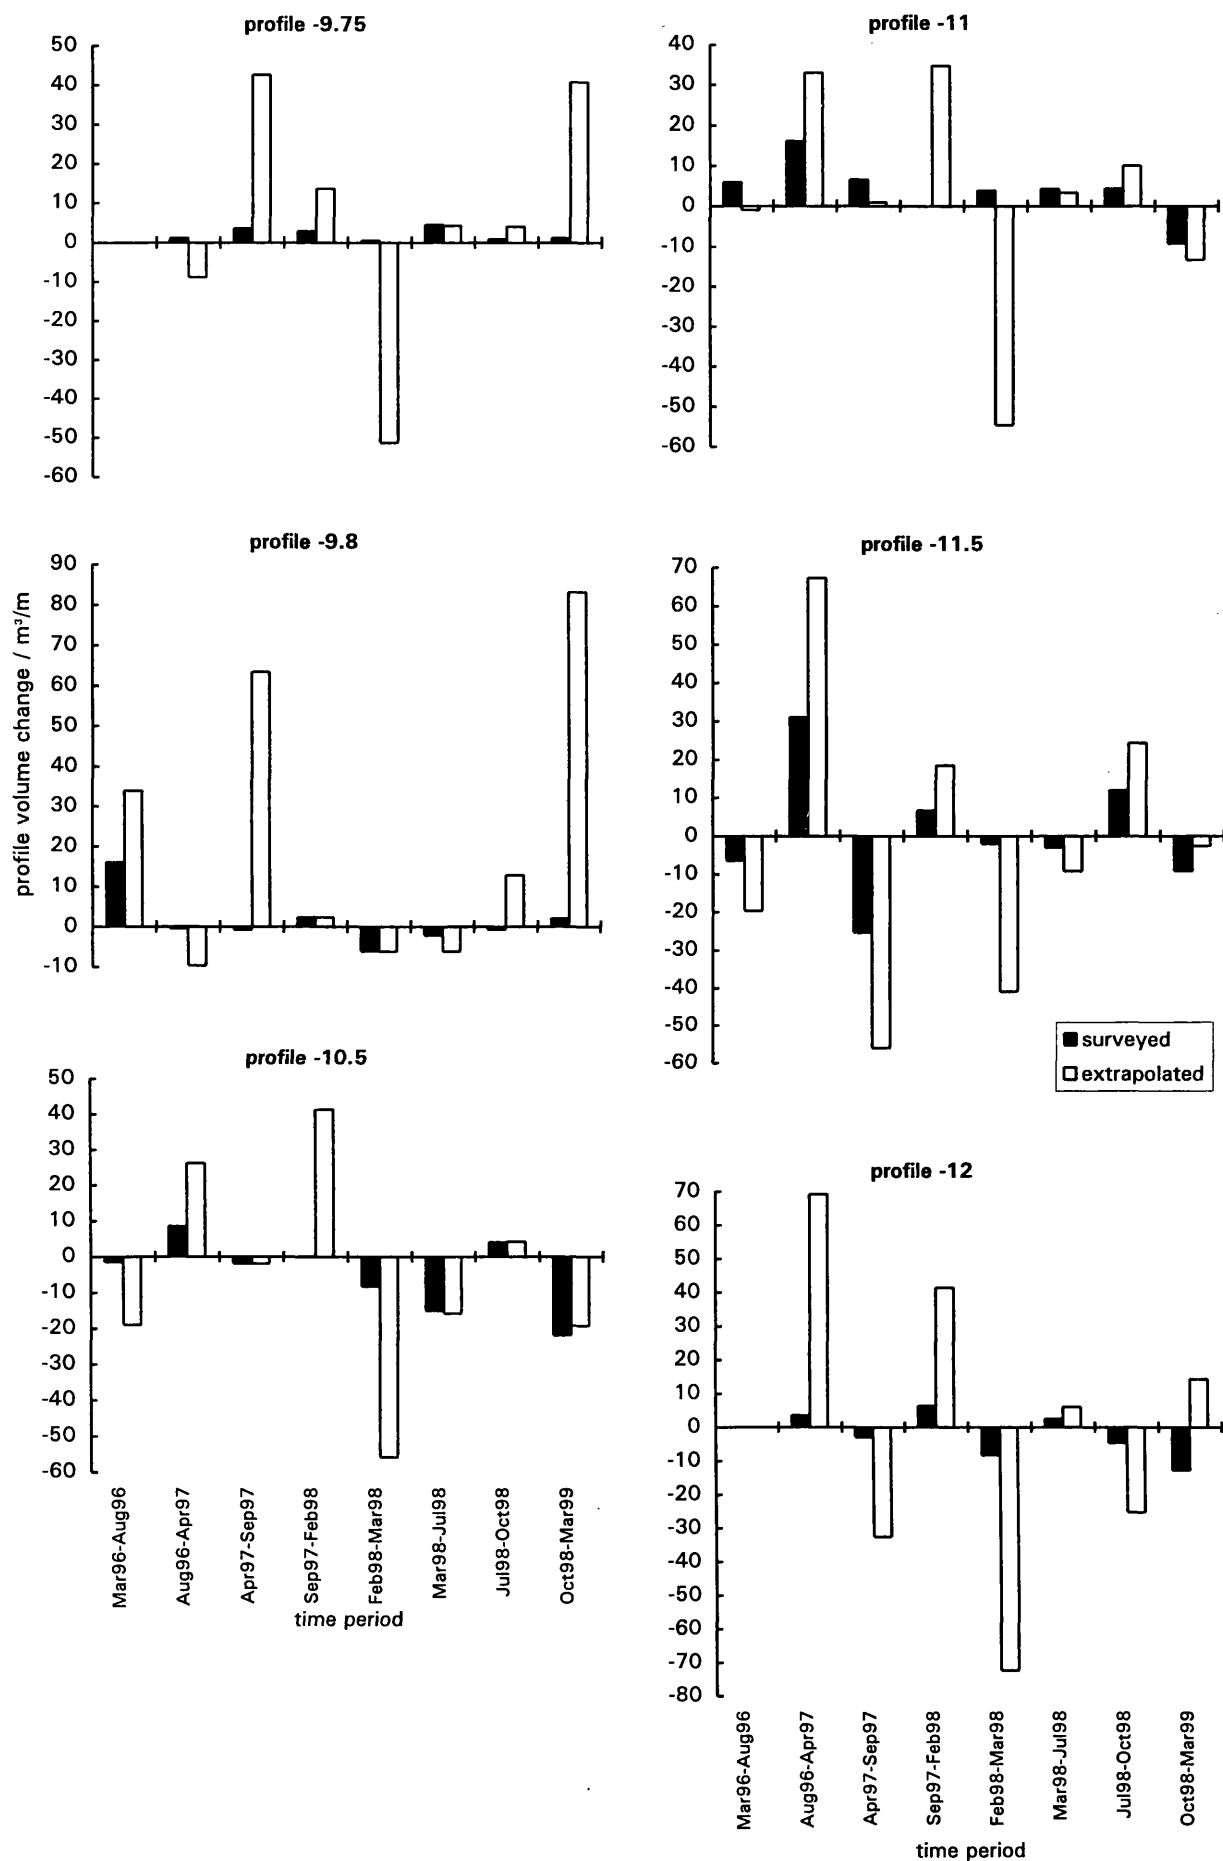 profile -9.75
50
40
30
20
10
0
-10
-20
-30
-40
-50
-60
profile -9.8
profile volume change / m³/m
90
80
70
60
50
40
30
20
10
0
-10
profile -10.5
50
40
30
20
10
0
-10
-20
-30
-40
-50
-60
Mar96-Aug96
Aug96-Apr97
Apr97-Sep97
Sep97-Feb98
Feb98-Mar98
Mar98-Jul98
Jul98-Oct98
Oct98-Mar99
time period
profile -11
40
30
20
10
0
-10
-20
-30
-40
-50
-60
profile -11.5
70
60
50
40
30
20
10
0
-10
-20
-30
-40
-50
-60
surveyed
extrapolated
profile -12
70
60
50
40
30
20
10
0
-10
-20
-30
-40
-50
-60
-70
-80
Mar96-Aug96
Aug96-Apr97
Apr97-Sep97
Sep97-Feb98
Feb98-Mar98
Mar98-Jul98
Jul98-Oct98
Oct98-Mar99
time period